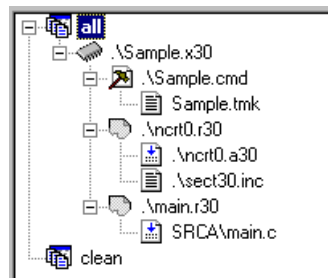 all
.\Sample.x30
.\Sample.cmd
Sample.tmk
.\ncrt0.r30
.\ncrt0.a30
.\sect30.inc
.\main.r30
SRCA\main.c
clean